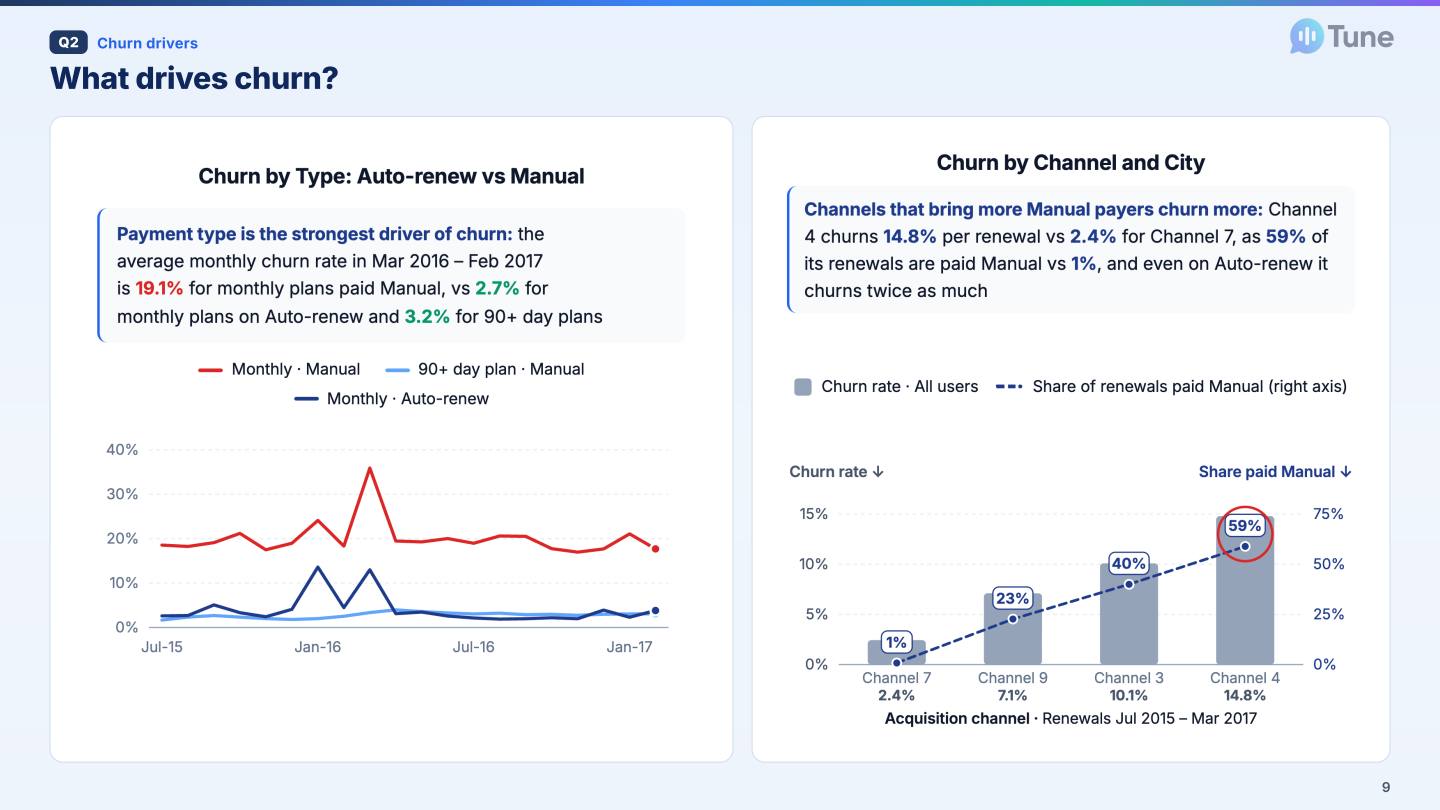 Q2 Churn drivers
What drives churn?
Tune
Churn by Type: Auto-renew vs Manual
Payment type is the strongest driver of churn: the
average monthly churn rate in Mar 2016 – Feb 2017
is 19.1% for monthly plans paid Manual, vs 2.7% for
monthly plans on Auto-renew and 3.2% for 90+ day plans
Monthly · Manual 90+ day plan · Manual
Monthly · Auto-renew
40%
30%
20%
10%
0%
Jul-15 Jan-16 Jul-16 Jan-17
Churn by Channel and City
Channels that bring more Manual payers churn more: Channel
4 churns 14.8% per renewal vs 2.4% for Channel 7, as 59% of
its renewals are paid Manual vs 1%, and even on Auto-renew it
churns twice as much
Churn rate · All users Share of renewals paid Manual (right axis)
Churn rate ↓ Share paid Manual ↓
15% 75%
59%
10% 50%
40%
23%
5% 25%
1%
0% 0%
Channel 7 Channel 9 Channel 3 Channel 4
2.4% 7.1% 10.1% 14.8%
Acquisition channel · Renewals Jul 2015 – Mar 2017
9